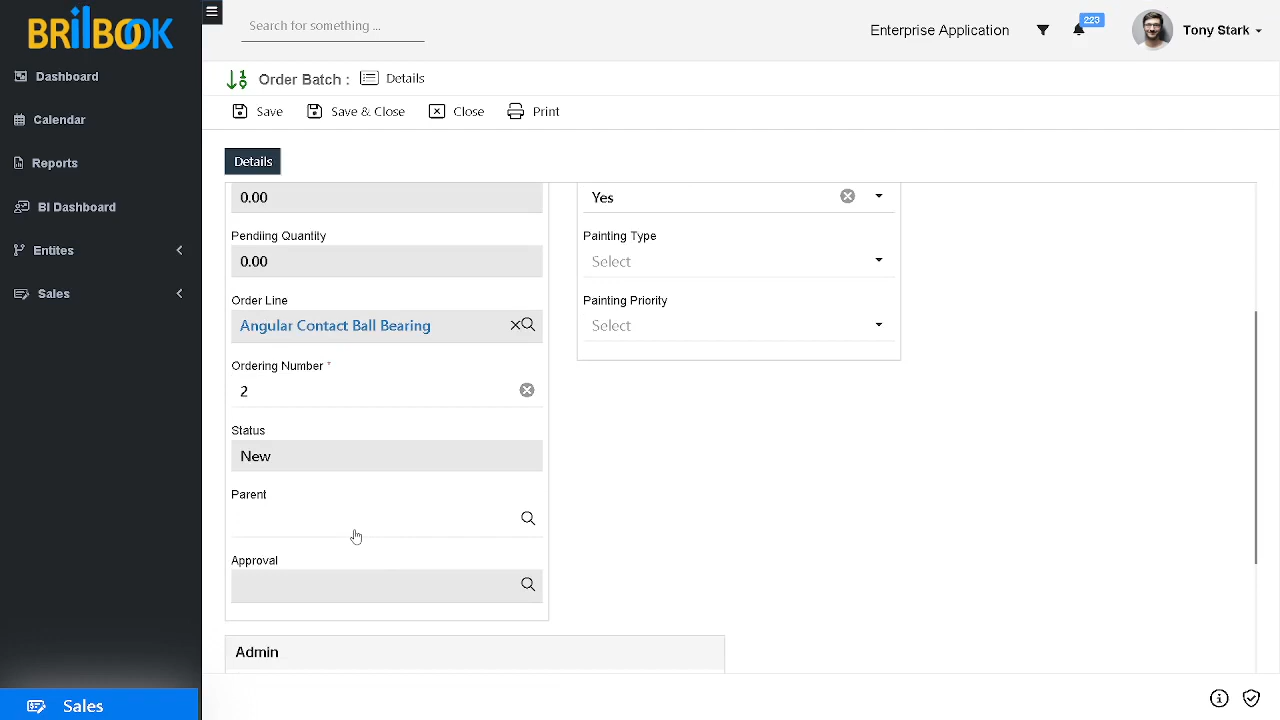 BRILBOOK
Search for something ...
Enterprise Application
223
Tony Stark
Dashboard
Calendar
Reports
BI Dashboard
Entites
Sales
Order Batch :
Details
Save
Save & Close
Close
Print
Details
0.00
Pendiing Quantity
0.00
Order Line
Angular Contact Ball Bearing
Ordering Number *
2
Status
New
Parent
Approval
Yes
Painting Type
Select
Painting Priority
Select
Admin
Sales